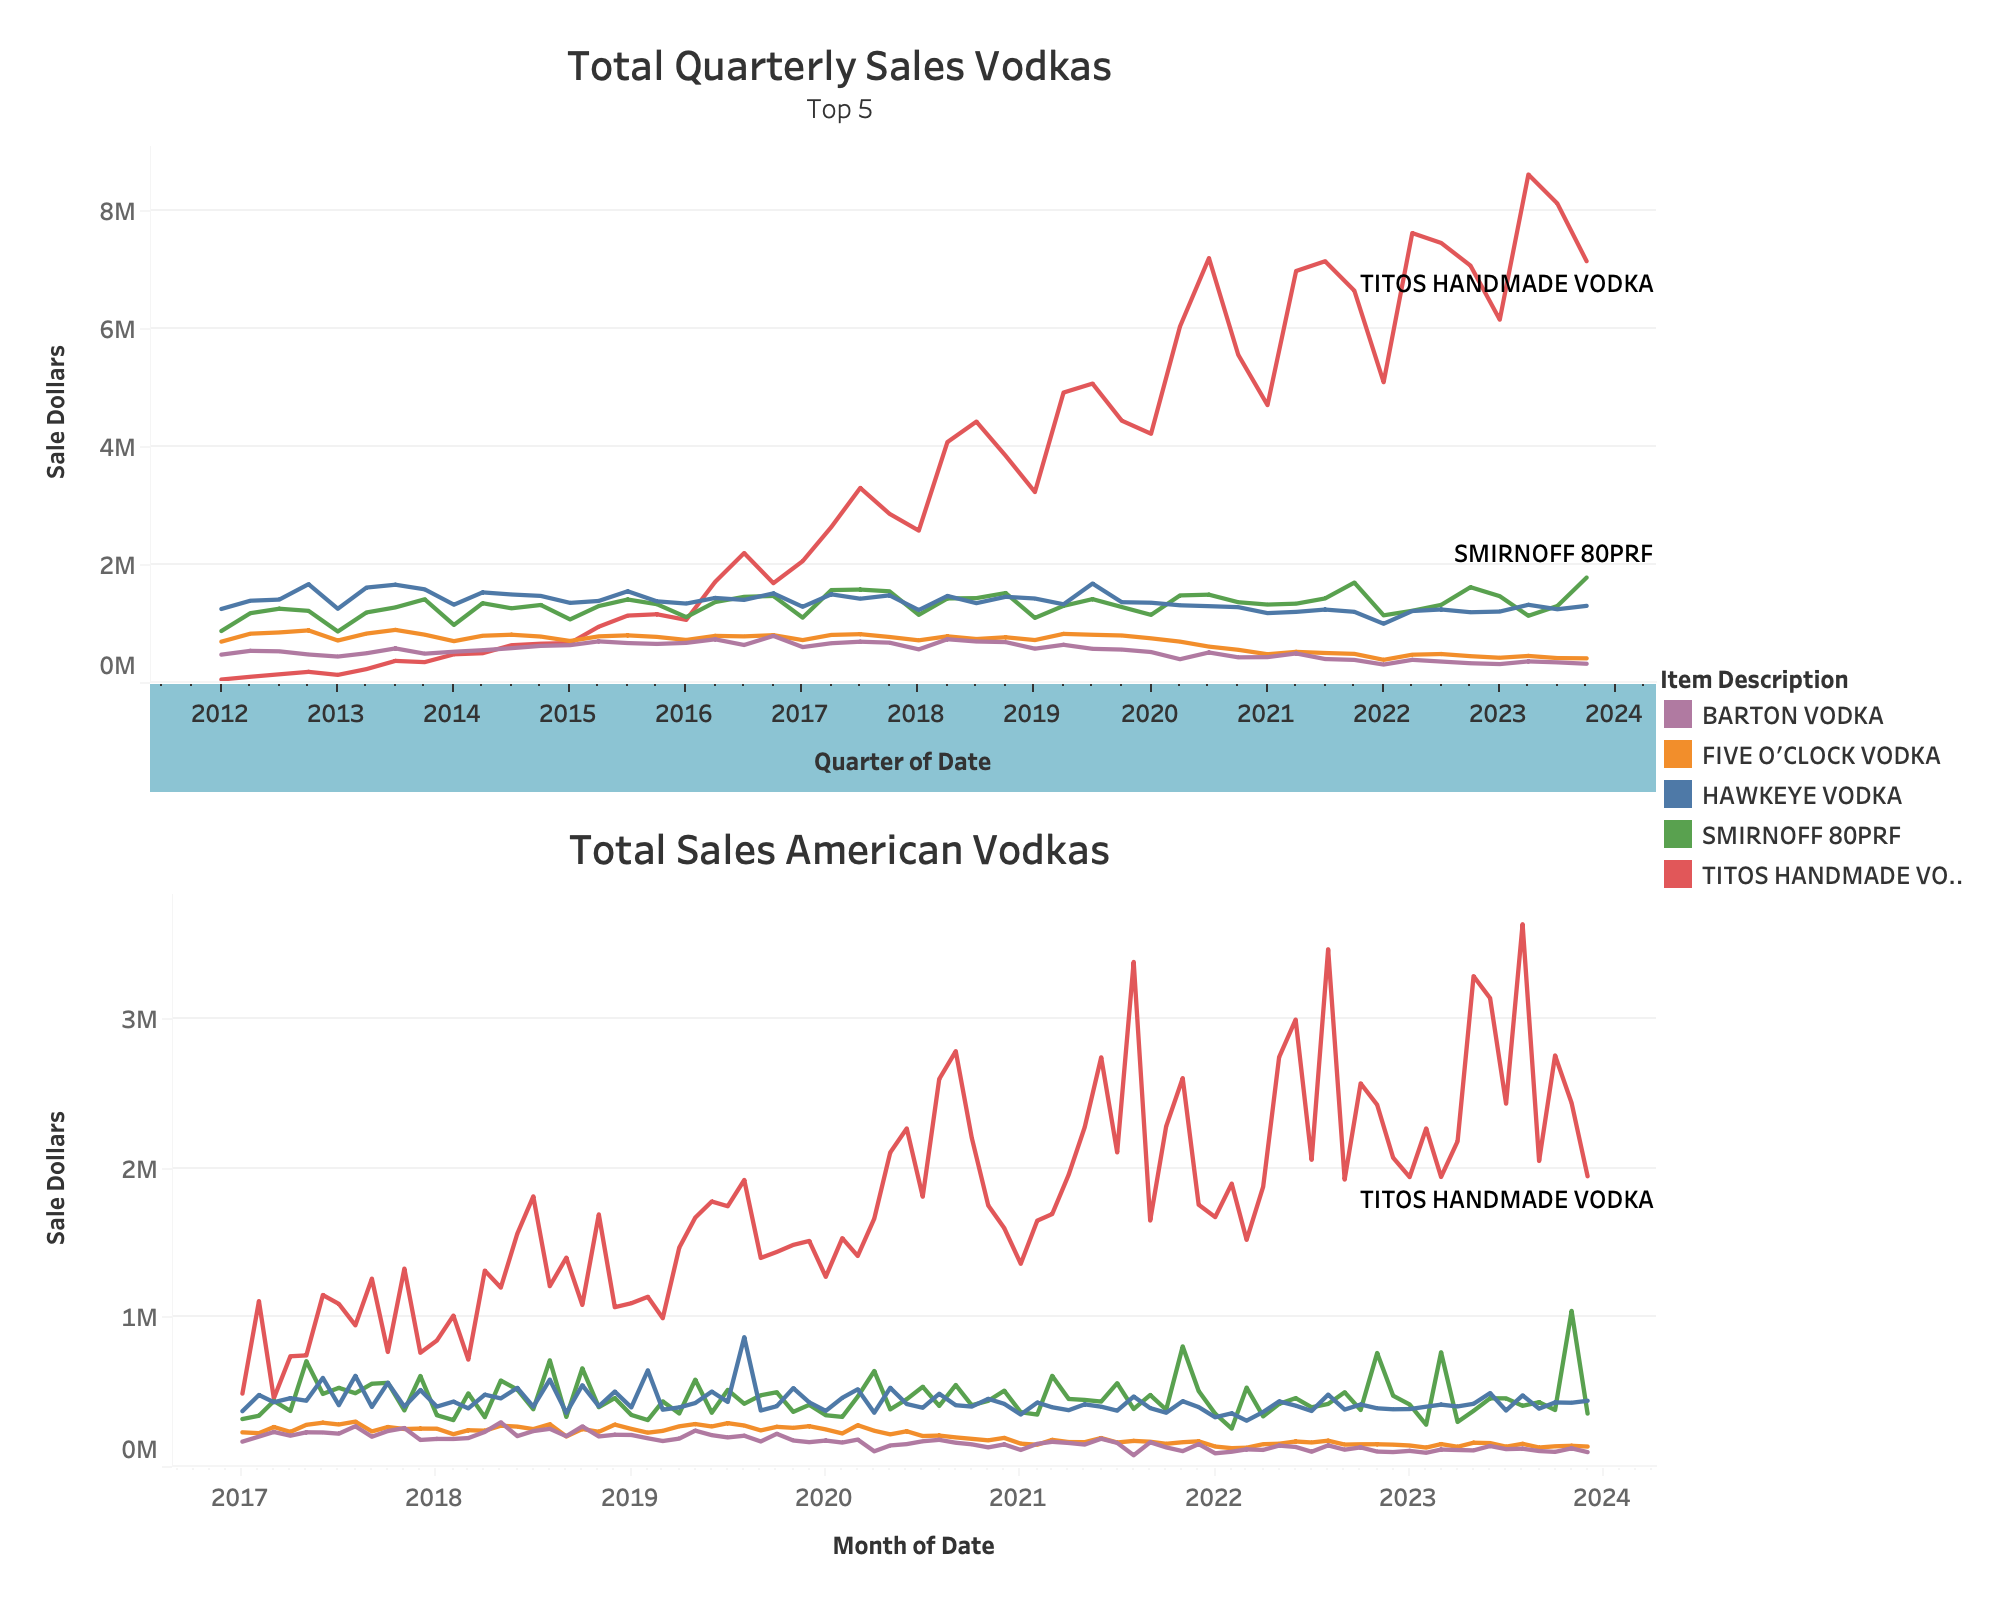 Total Quarterly Sales Vodkas
Top 5
8M
6M
4M
2M
0M
Sale Dollars
TITOS HANDMADE VODKA
SMIRNOFF 80PRF
2012 2013 2014 2015 2016 2017 2018 2019 2020 2021 2022 2023 2024
Quarter of Date
Item Description
BARTON VODKA
FIVE O’CLOCK VODKA
HAWKEYE VODKA
SMIRNOFF 80PRF
TITOS HANDMADE VO..
Total Sales American Vodkas
3M
2M
1M
0M
Sale Dollars
TITOS HANDMADE VODKA
2017 2018 2019 2020 2021 2022 2023 2024
Month of Date